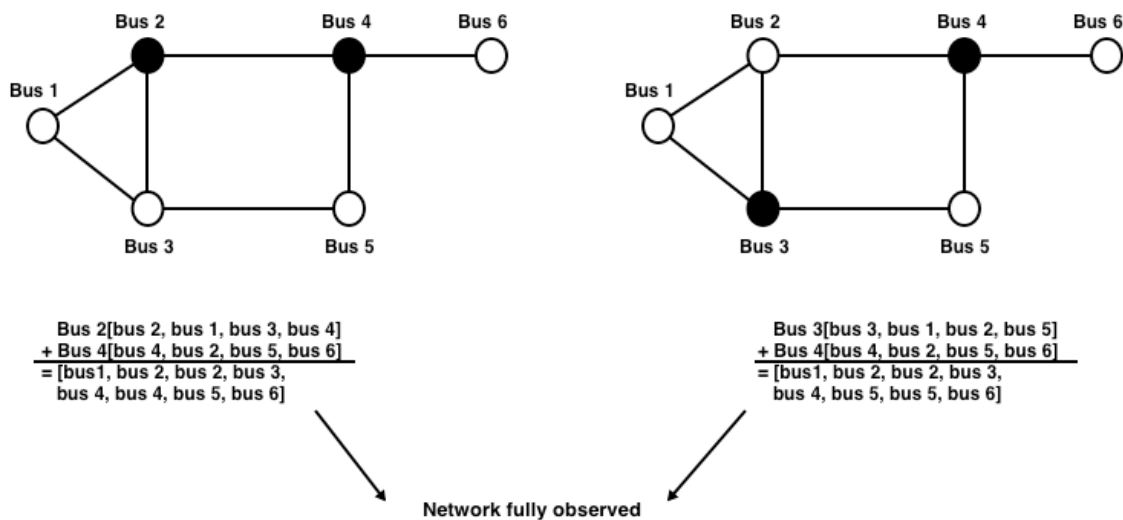 Bus 2
Bus 4
Bus 6
Bus 1
Bus 3
Bus 5
Bus 2[bus 2, bus 1, bus 3, bus 4]
+ Bus 4[bus 4, bus 2, bus 5, bus 6]
= [bus1, bus 2, bus 2, bus 3,
bus 4, bus 4, bus 5, bus 6]
Bus 2
Bus 4
Bus 6
Bus 1
Bus 3
Bus 5
Bus 3[bus 3, bus 1, bus 2, bus 5]
+ Bus 4[bus 4, bus 2, bus 5, bus 6]
= [bus1, bus 2, bus 2, bus 3,
bus 4, bus 5, bus 5, bus 6]
Network fully observed